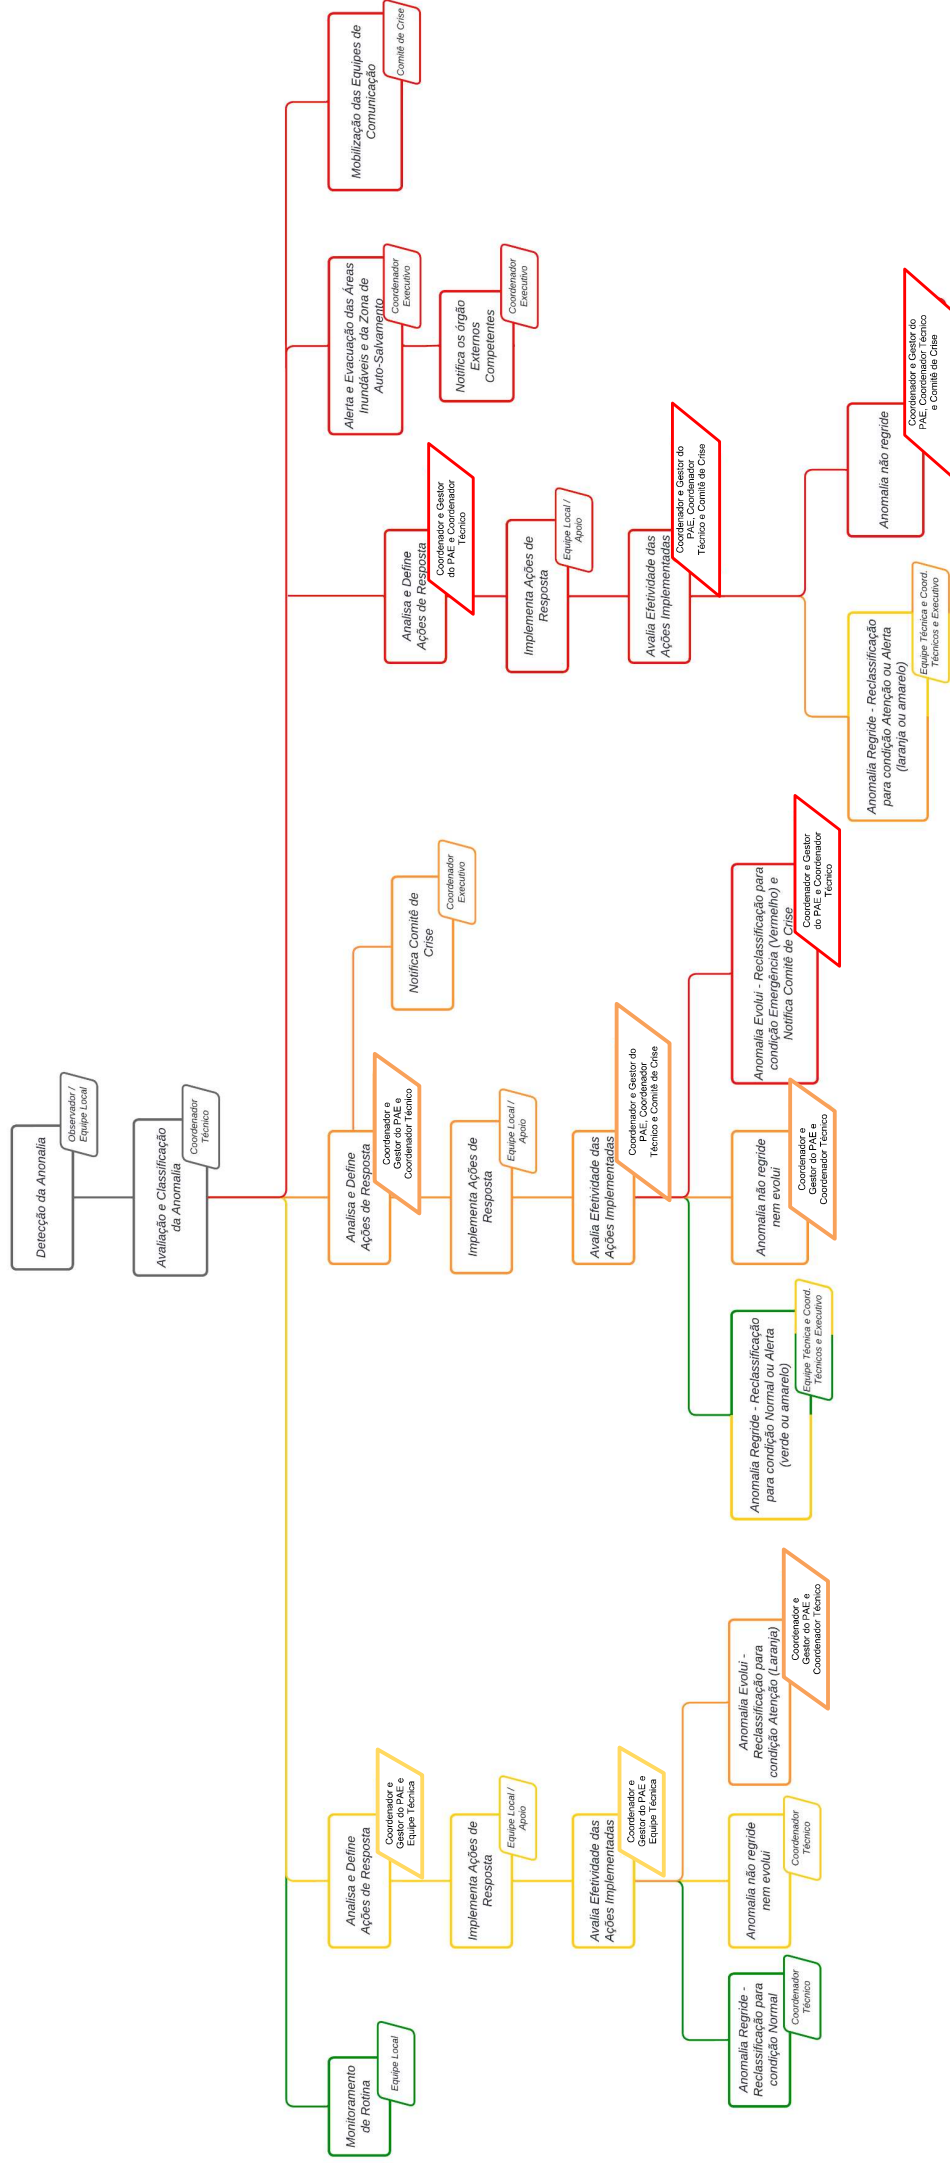 Detecção da Anonalia
Observador /
Equipe Local
Avaliação e Classificação
da Anomalia
Coordenador
Técnico
Monitoramento
de Rotina
Equipe Local
Analisa e Define
Ações de Resposta
Coordenador e
Gestor do PAE e
Equipe Técnica
Implementa Ações de
Resposta
Equipe Local /
Apoio
Avalia Efetividade das
Ações Implementadas
Coordenador e
Gestor do PAE e
Equipe Técnica
Anomalia Regride -
Reclassificação para
condição Normal
Coordenador
Técnico
Anomalia não regride
nem evolui
Coordenador
Técnico
Anomalia Evolui -
Reclassificação para
condição Atenção (Laranja)
Coordenador e
Gestor do PAE e
Coordenador Técnico
Analisa e Define
Ações de Resposta
Coordenador e
Gestor do PAE e
Coordenador Técnico
Notifica Comitê de
Crise
Coordenador
Executivo
Implementa Ações de
Resposta
Equipe Local /
Apoio
Avalia Efetividade das
Ações Implementadas
Coordenador e Gestor do
PAE, Coordenador
Técnico e Comitê de Crise
Anomalia Regride - Reclassificação
para condição Normal ou Alerta
(verde ou amarelo)
Equipe Técnica e Coord.
Técnicos e Executivo
Anomalia não regride
nem evolui
Coordenador e
Gestor do PAE e
Coordenador Técnico
Anomalia Evolui - Reclassificação para
condição Emergência (Vermelho) e
Notifica Comitê de Crise
Coordenador e Gestor
do PAE e Coordenador
Técnico
Analisa e Define
Ações de Resposta
Coordenador e Gestor
do PAE e Coordenador
Técnico
Implementa Ações de
Resposta
Equipe Local /
Apoio
Avalia Efetividade das
Ações Implementadas
Coordenador e Gestor do
PAE, Coordenador
Técnico e Comitê de Crise
Anomalia Regride - Reclassificação
para condição Atenção ou Alerta
(laranja ou amarelo)
Equipe Técnica e Coord.
Técnicos e Executivo
Anomalia não regride
Coordenador e Gestor do
PAE, Coordenador Técnico
e Comitê de Crise
Alerta e Evacuação das Áreas
Inundáveis e da Zona de
Auto-Salvamento
Coordenador
Executivo
Notifica os órgão
Externos
Competentes
Coordenador
Executivo
Mobilização das Equipes de
Comunicação
Comitê de Crise